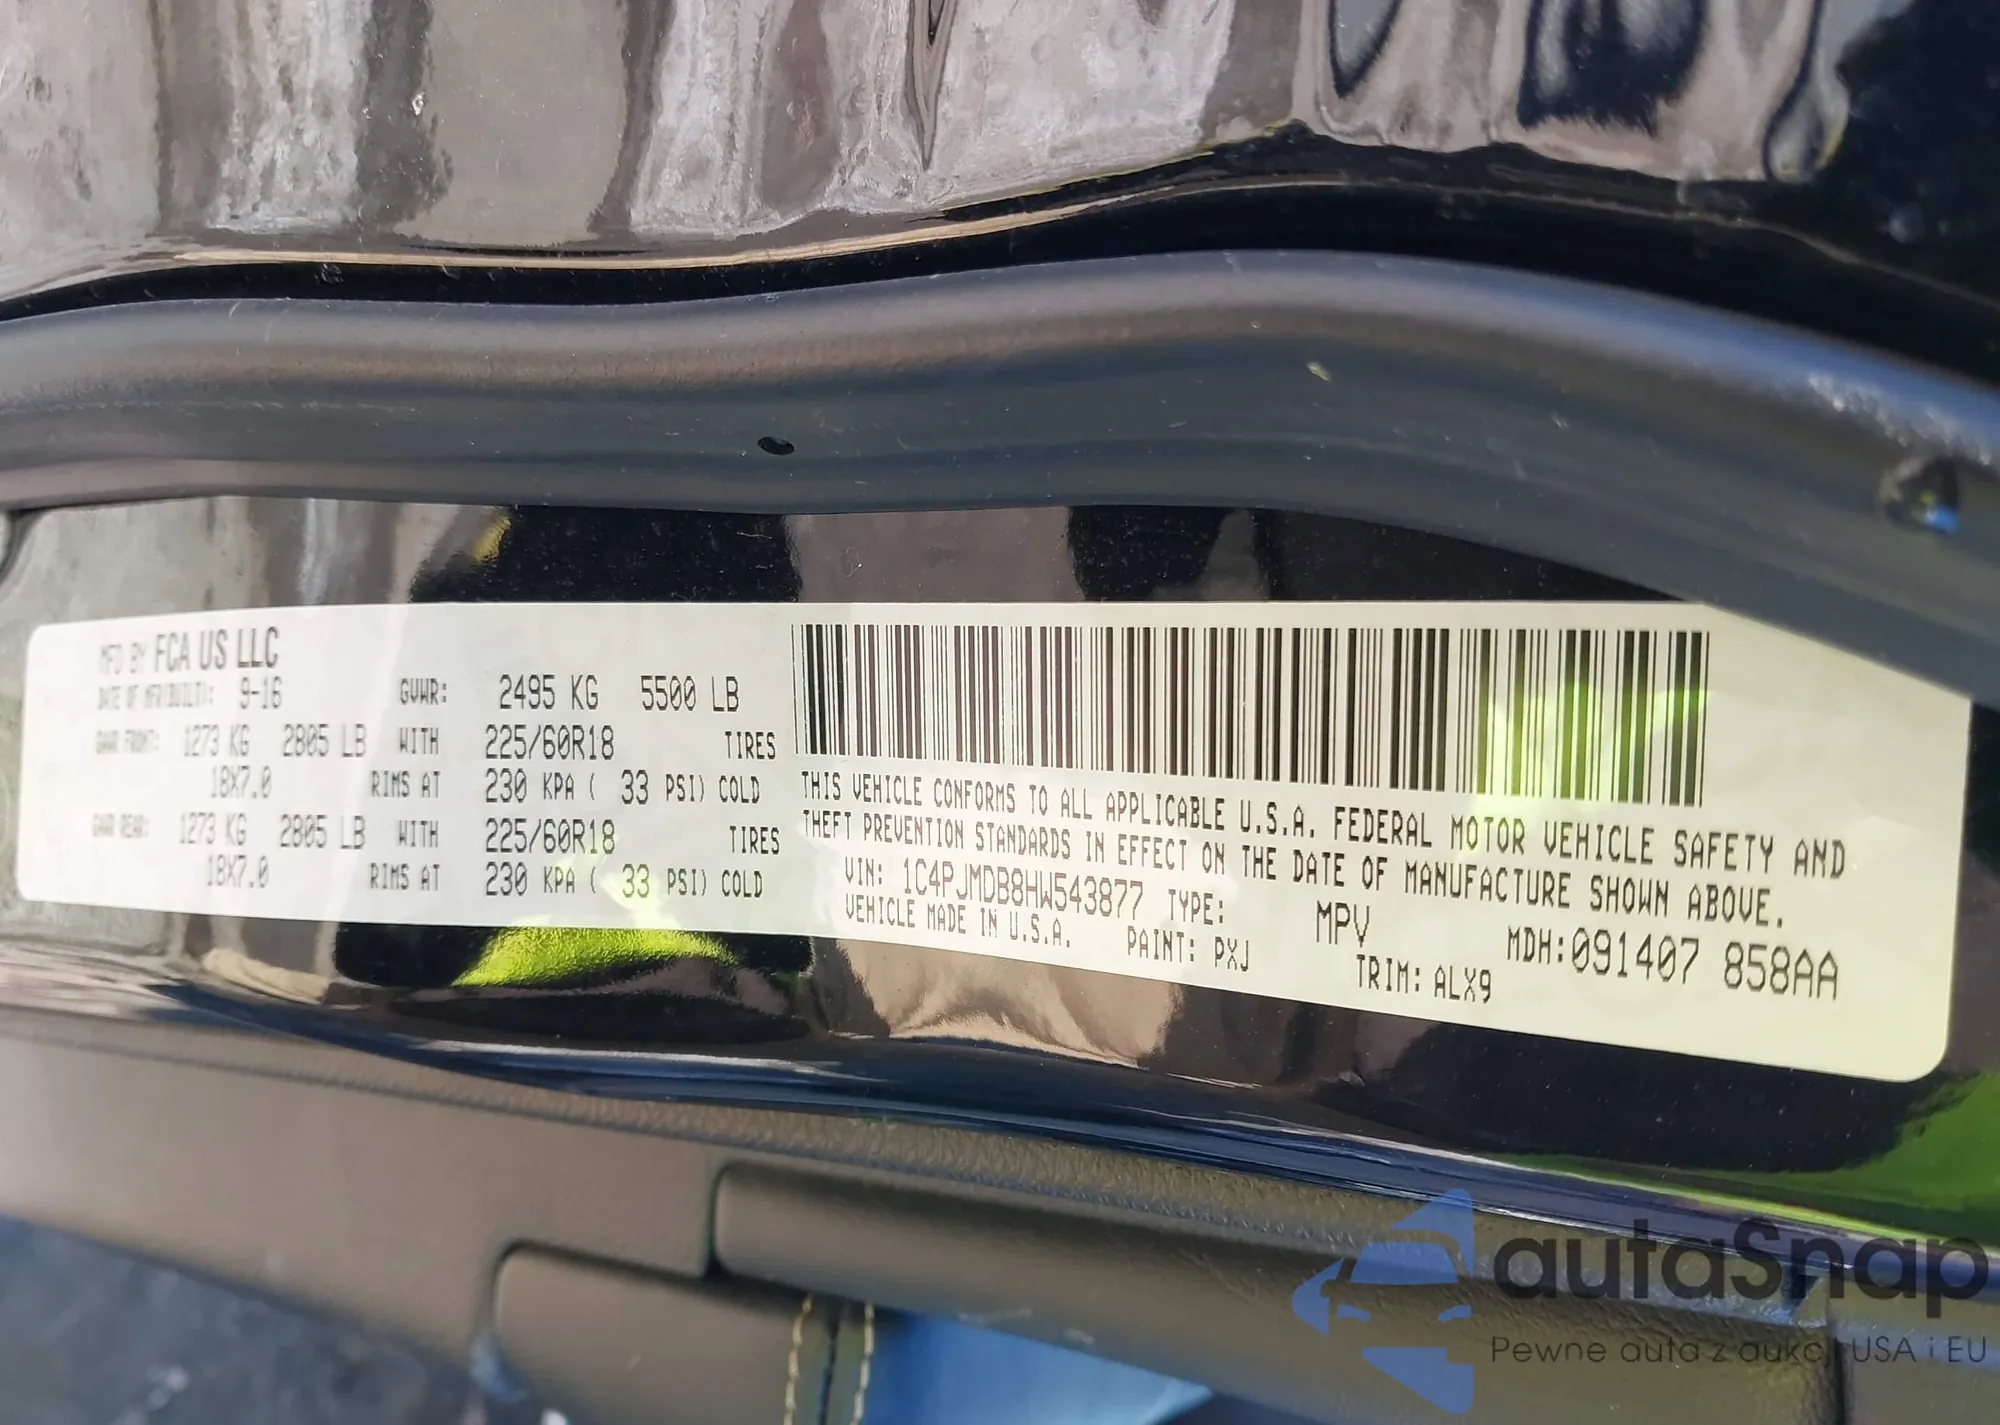 MFD BY FCA US LLC
DATE OF MFR(BUILT): 9-16 GVWR: 2495 KG 5500 LB
GAWR FRONT: 1273 KG 2805 LB WITH 225/60R18 TIRES
18X7.0 RIMS AT 230 KPA ( 33 PSI) COLD
GAWR REAR: 1273 KG 2805 LB WITH 225/60R18 TIRES
18X7.0 RIMS AT 230 KPA ( 33 PSI) COLD
THIS VEHICLE CONFORMS TO ALL APPLICABLE U.S.A. FEDERAL MOTOR VEHICLE SAFETY AND
THEFT PREVENTION STANDARDS IN EFFECT ON THE DATE OF MANUFACTURE SHOWN ABOVE.
VIN: 1C4PJMDB8HW543877 TYPE: MPV MDH:091407 858AA
VEHICLE MADE IN U.S.A. PAINT: PXJ TRIM: ALX9
autaSnap
Pewne auta z aukcji USA i EU